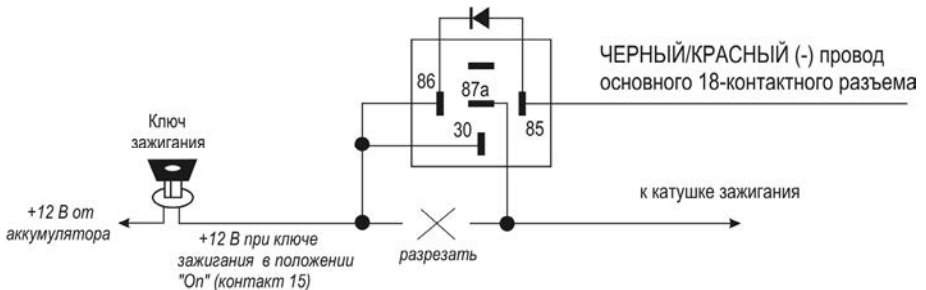 ЧЕРНЫЙ/КРАСНЫЙ (-) провод
основного 18-контактного разъема
86
87a
30
85
Ключ
зажигания
к катушке зажигания
+12 В от
аккумулятора
+12 В при ключе
зажигания в положении
"On" (контакт 15)
разрезать